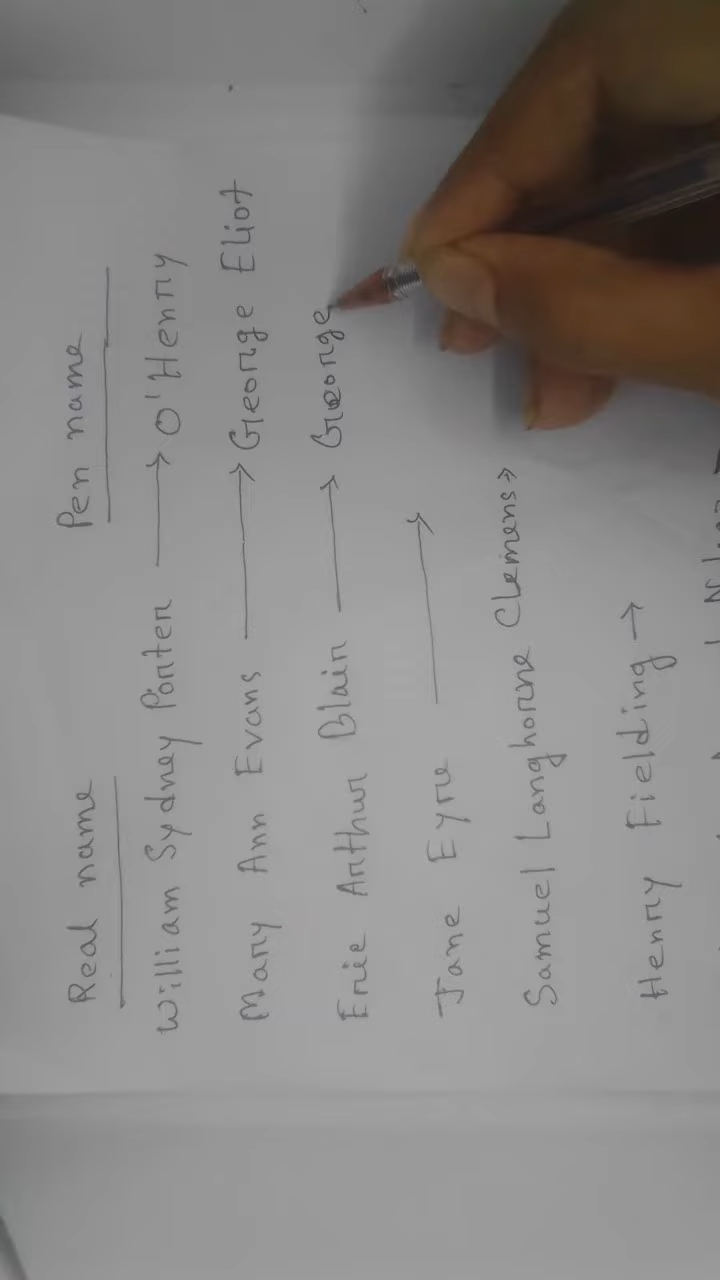 Real name Pen name
William Sydney Porter → O'Henry
Mary Ann Evans → George Eliot
Eric Arthur Blair → George
Jane Eyre →
Samuel Langhorne Clemens →
Henry Fielding →